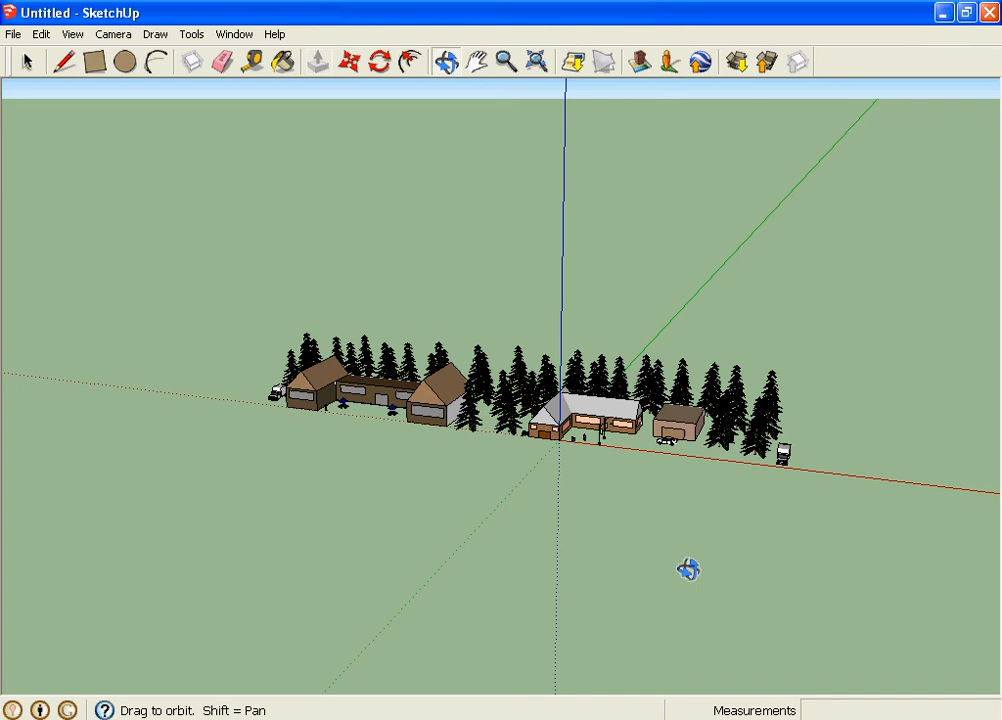 Untitled - SketchUp
File Edit View Camera Draw Tools Window Help
Drag to orbit. Shift = Pan Measurements